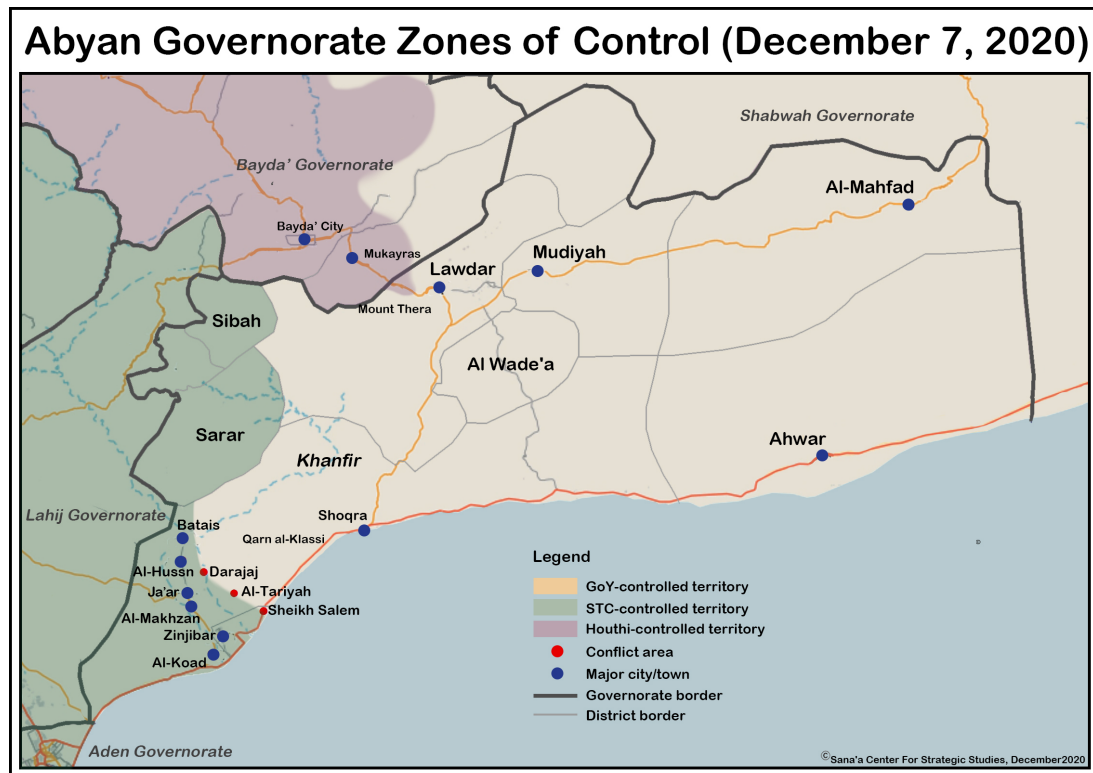 Abyan Governorate Zones of Control (December 7, 2020)
Shabwah Governorate
Bayda' Governorate
Al-Mahfad
Bayda' City
Mukayras
Mudiyah
Lawdar
Mount Thera
Sibah
Al Wade'a
Sarar
Ahwar
Khanfir
Lahij Governorate
Shoqra
Batais
Qarn al-Klassi
Al-Hussn
Darajaj
Ja'ar
Al-Tariyah
Al-Makhzan
Sheikh Salem
Zinjibar
Al-Koad
Aden Governorate
Legend
GoY-controlled territory
STC-controlled territory
Houthi-controlled territory
Conflict area
Major city/town
Governorate border
District border
©Sana'a Center For Strategic Studies, December2020